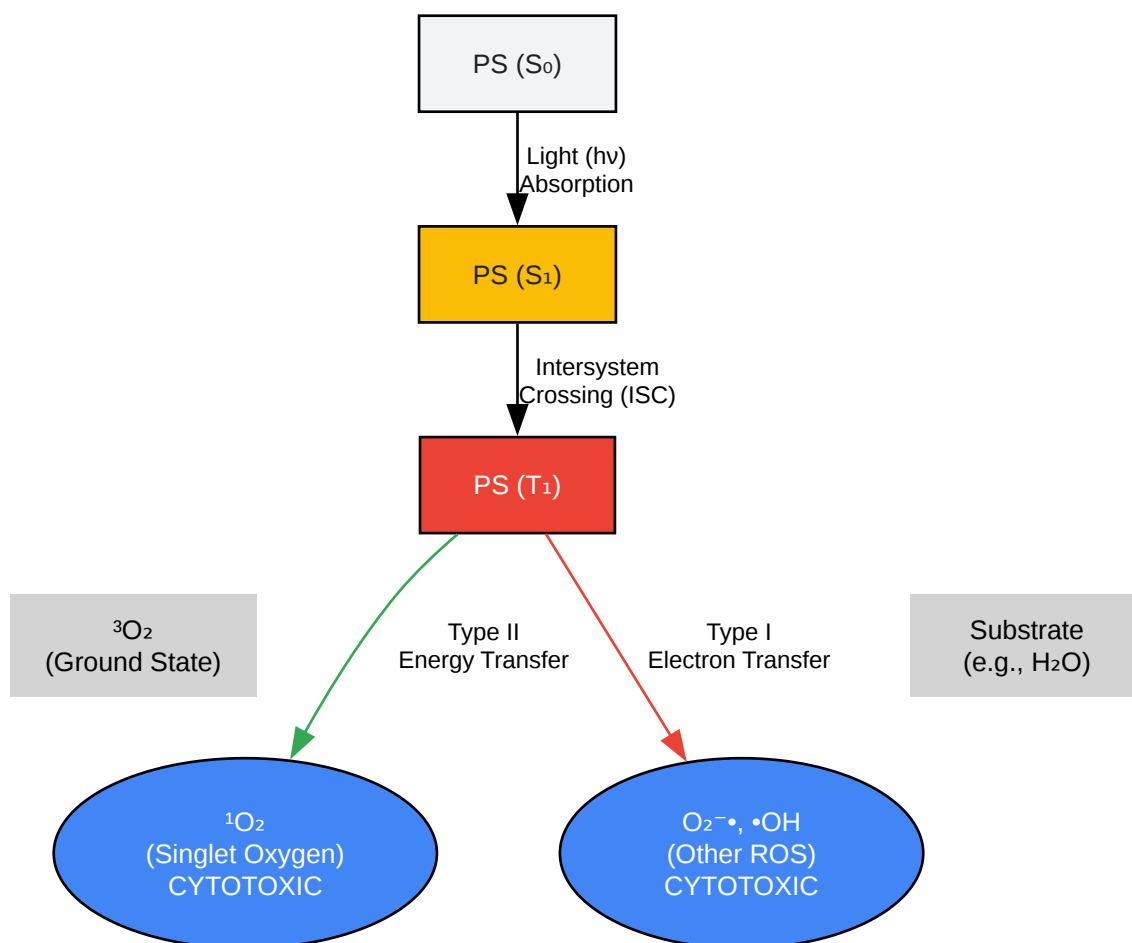 PS (S₀)
Light (hν)
Absorption
PS (S₁)
Intersystem
Crossing (ISC)
PS (T₁)
³O₂
(Ground State)
Type II
Energy Transfer
Type I
Electron Transfer
Substrate
(e.g., H₂O)
¹O₂
(Singlet Oxygen)
CYTOTOXIC
O₂⁻•, •OH
(Other ROS)
CYTOTOXIC